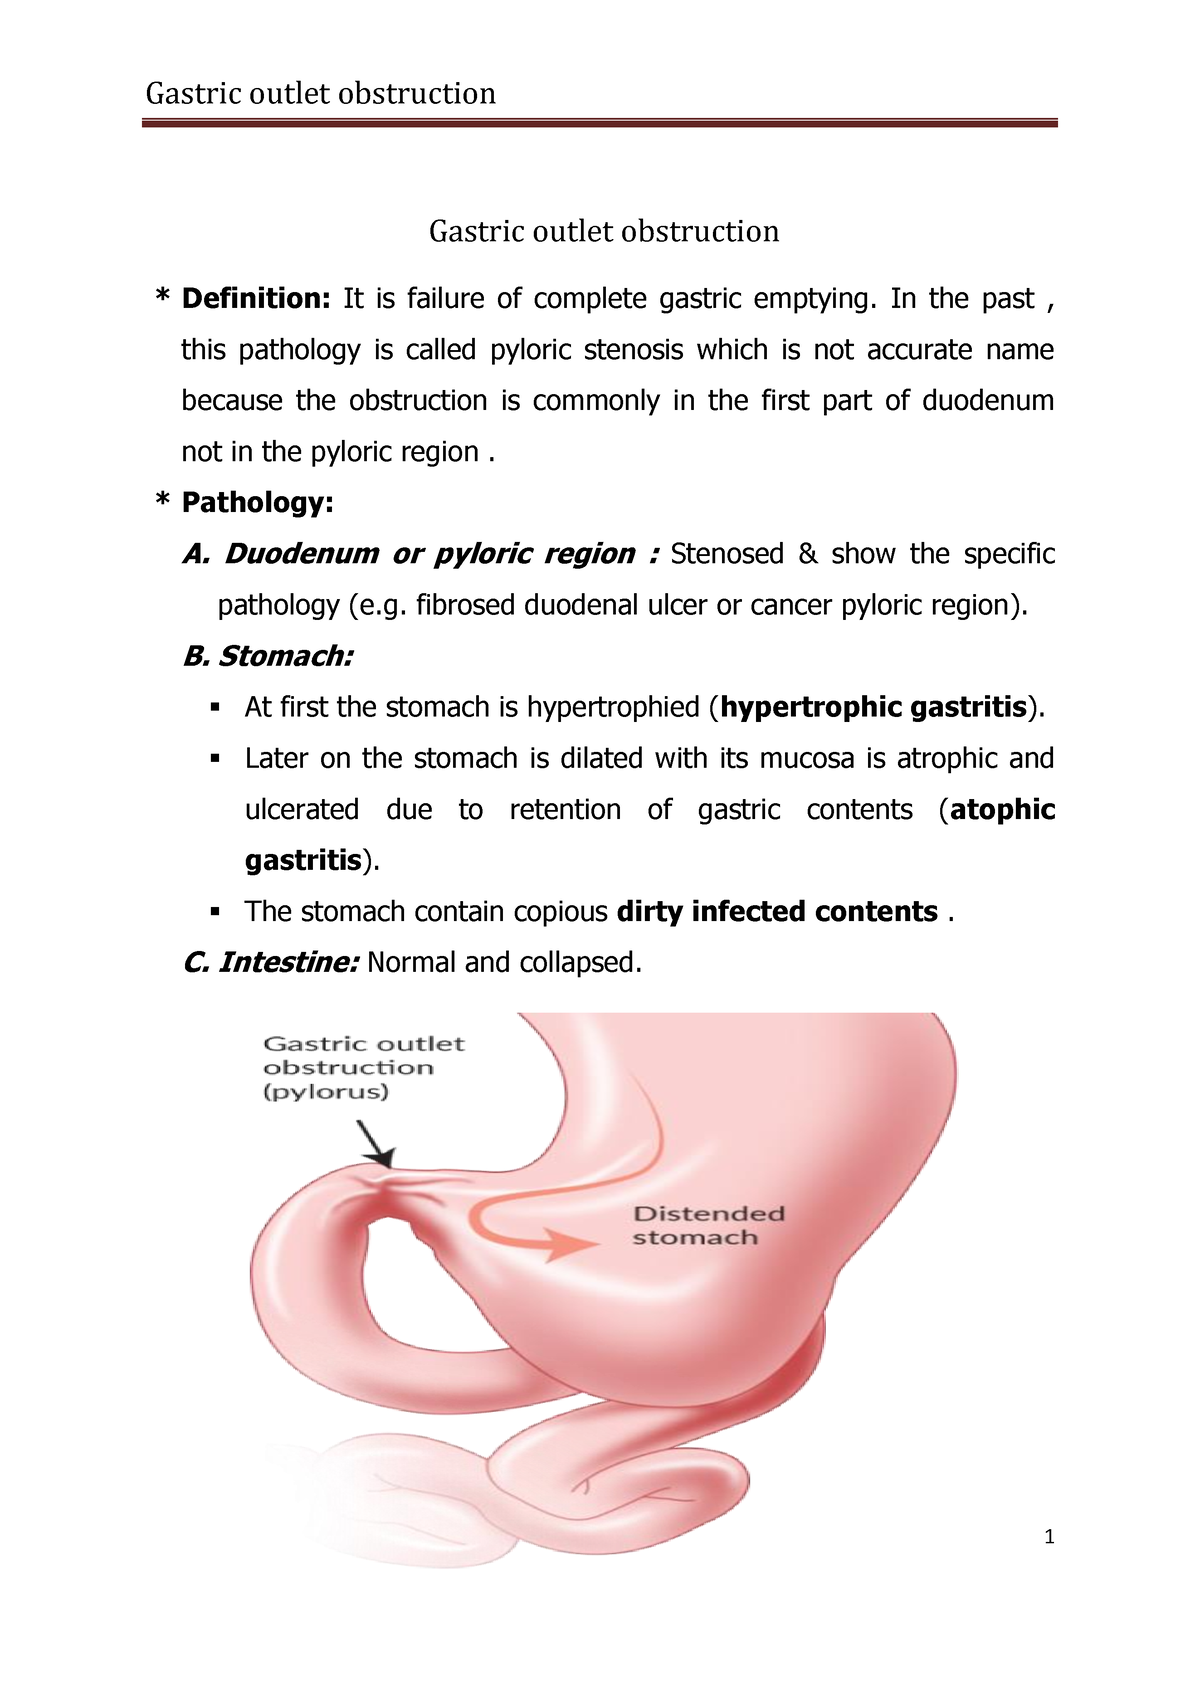 Gastric outlet obstruction
Gastric outlet obstruction
* Definition: It is failure of complete gastric emptying. In the past ,
this pathology is called pyloric stenosis which is not accurate name
because the obstruction is commonly in the first part of duodenum
not in the pyloric region .
* Pathology:
A. Duodenum or pyloric region : Stenosed & show the specific
pathology (e.g. fibrosed duodenal ulcer or cancer pyloric region).
B. Stomach:
▪ At first the stomach is hypertrophied (hypertrophic gastritis).
▪ Later on the stomach is dilated with its mucosa is atrophic and
ulcerated due to retention of gastric contents (atophic
gastritis).
▪ The stomach contain copious dirty infected contents .
C. Intestine: Normal and collapsed.
Gastric outlet
obstruction
(pylorus)
Distended
stomach
1